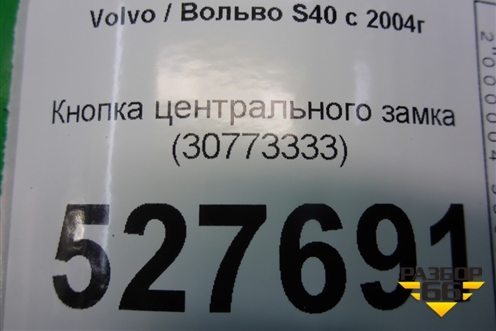 Volvo / Вольво S40 с 2004г
Кнопка центрального замка
(30773333)
527691
РАЗБОР
66